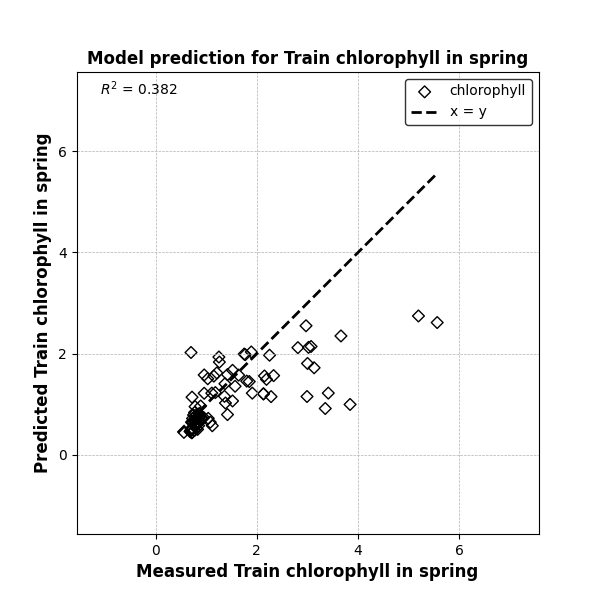 Model prediction for Train chlorophyll in spring
R² = 0.382
chlorophyll
x = y
6
4
2
0
0 2 4 6
Predicted Train chlorophyll in spring
Measured Train chlorophyll in spring